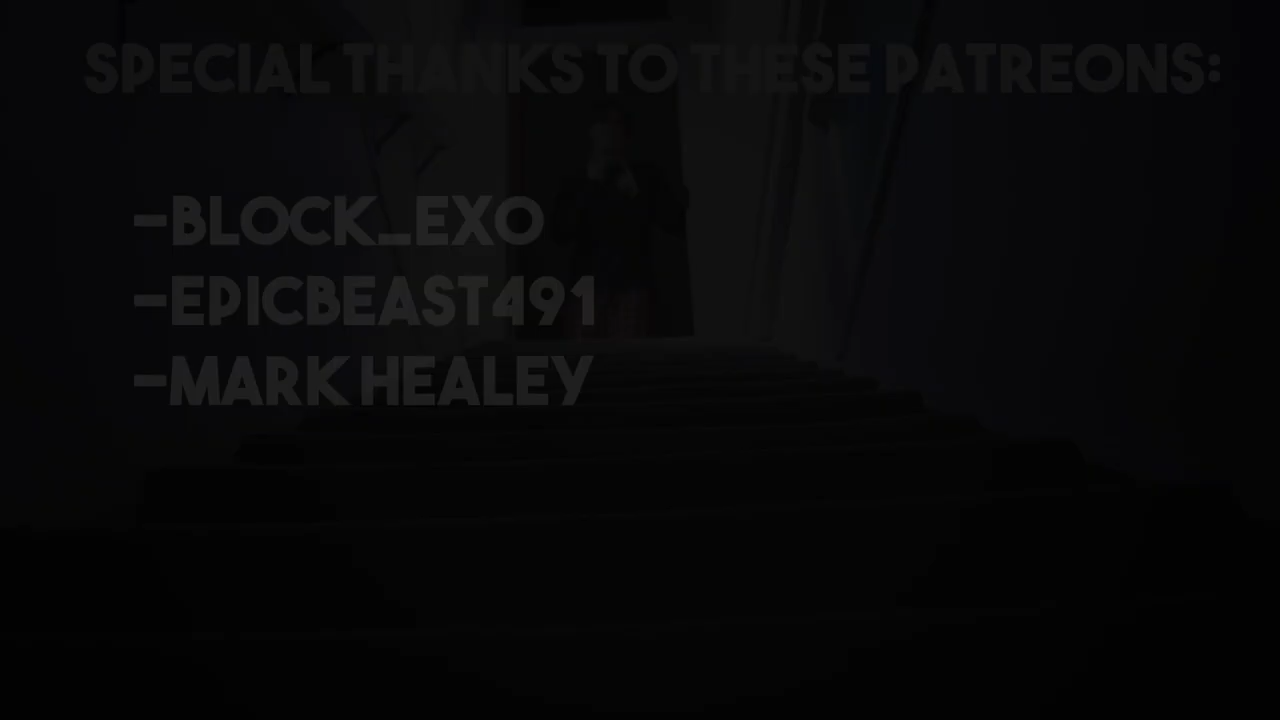 SPECIAL THANKS TO THESE PATREONS:
-BLOCK_EXO
-EPICBEAST491
-MARK HEALEY